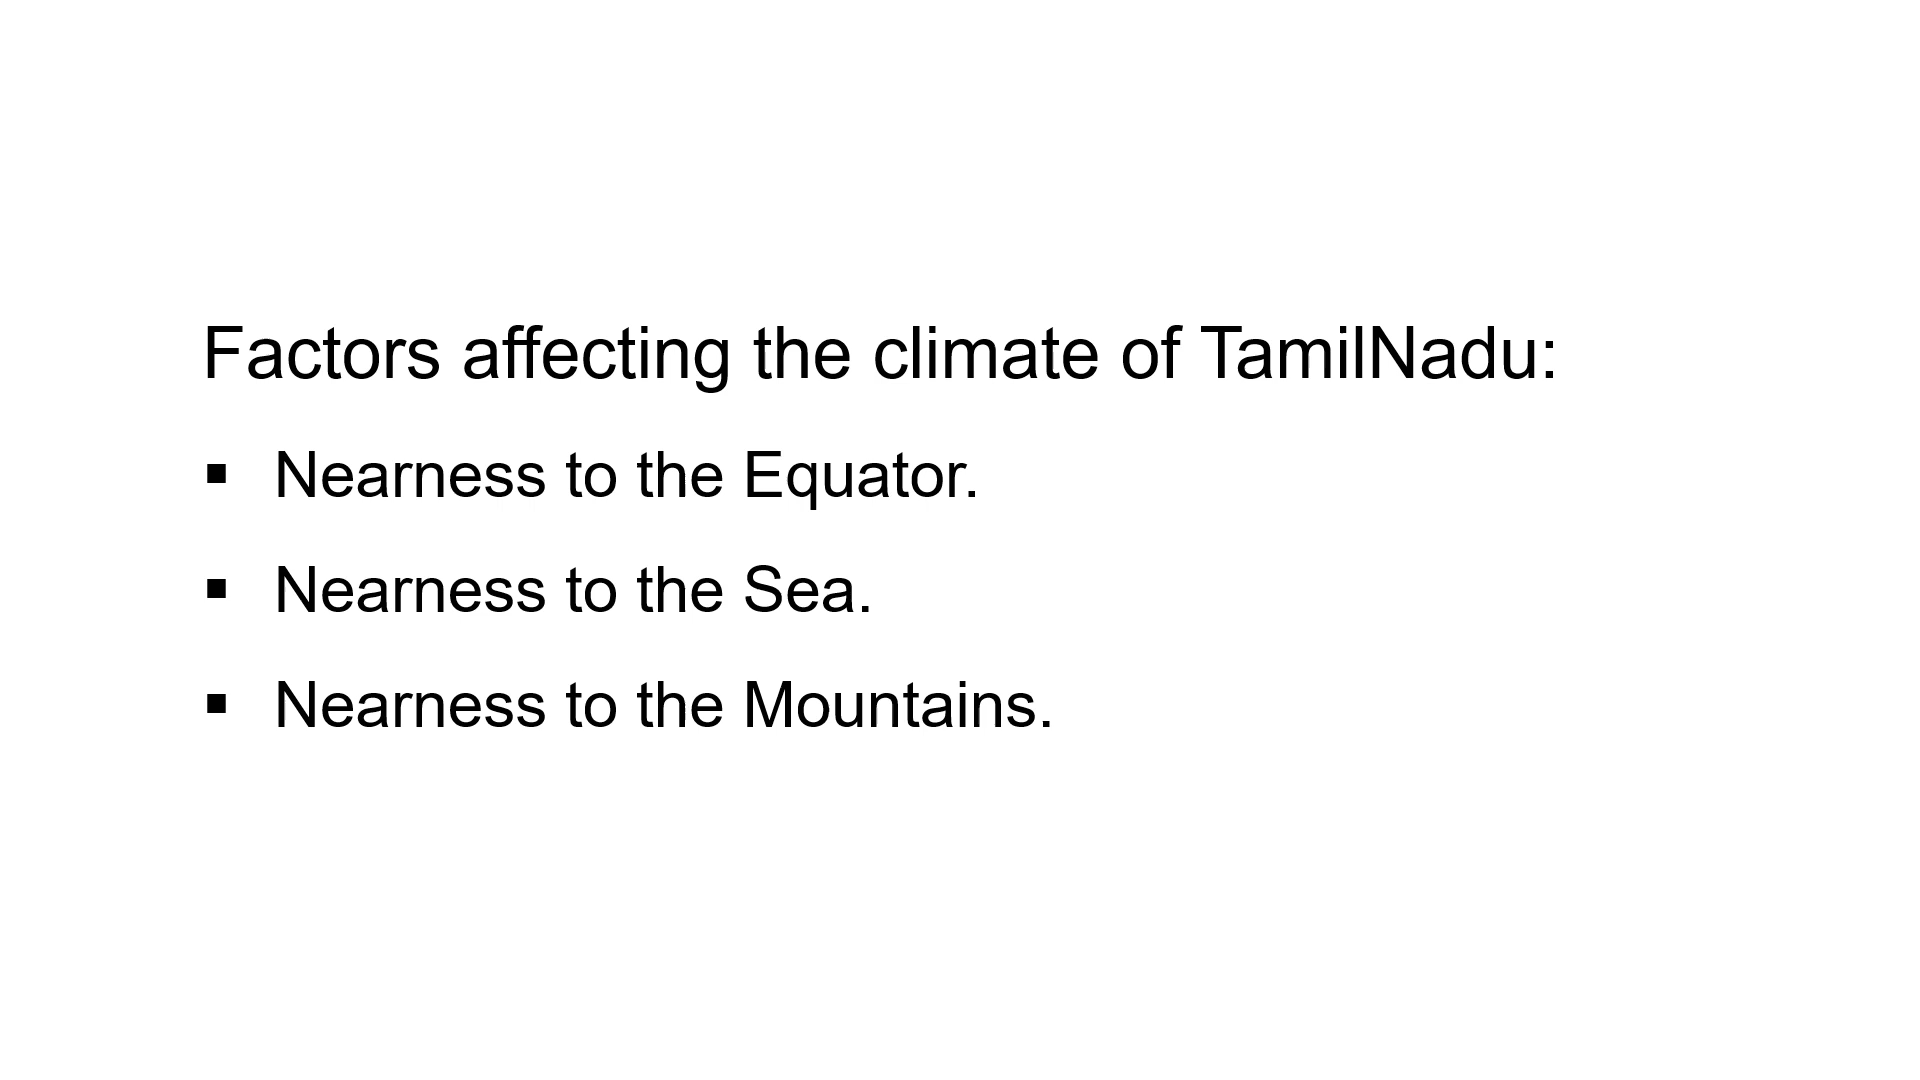 Factors affecting the climate of TamilNadu:
▪ Nearness to the Equator.
▪ Nearness to the Sea.
▪ Nearness to the Mountains.